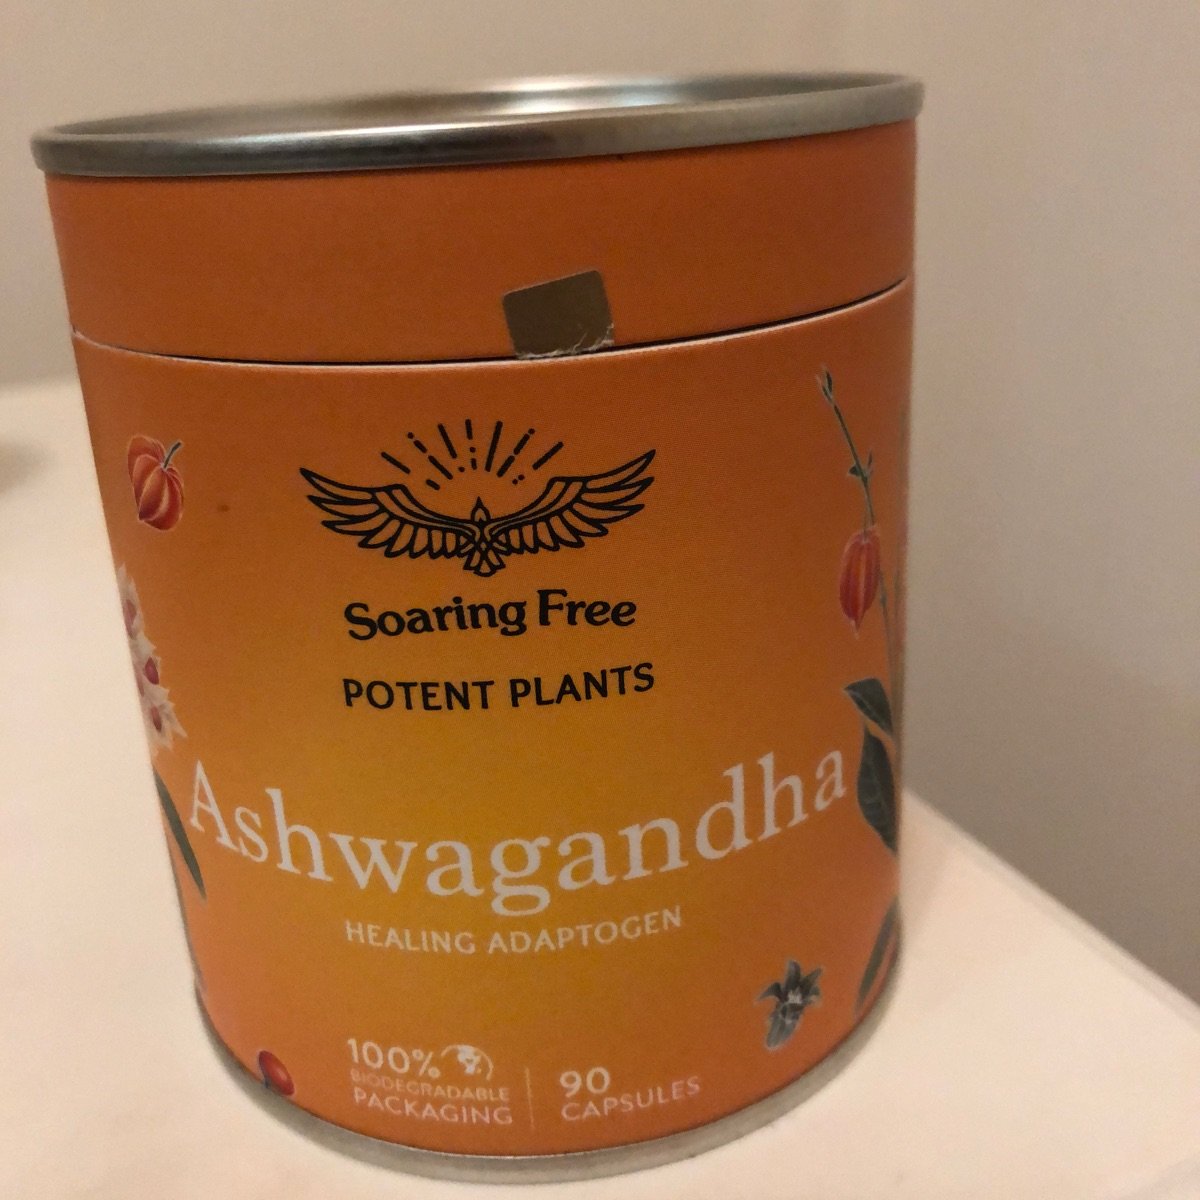 Soaring Free
POTENT PLANTS
Ashwagandha
HEALING ADAPTOGEN
100%
BIODEGRADABLE
PACKAGING
90
CAPSULES